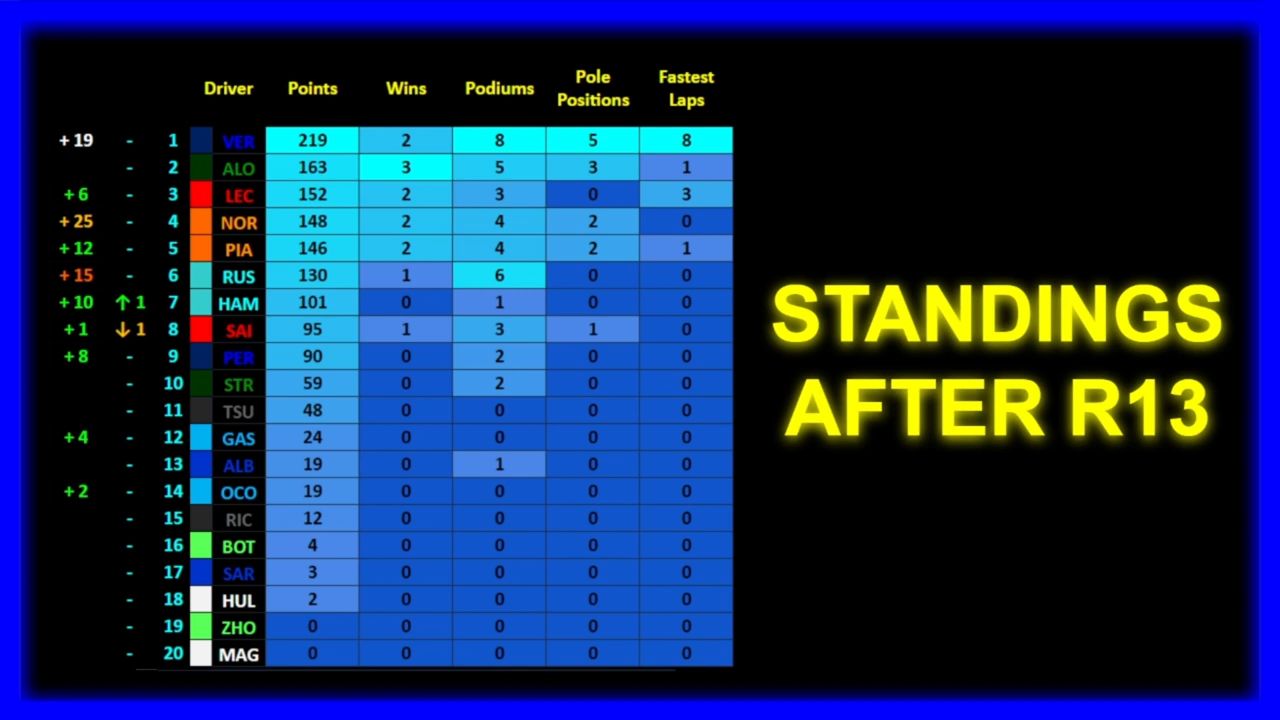 Driver Points Wins Podiums Pole Positions Fastest Laps
+ 19 - 1 VER 219 2 8 5 8
- 2 ALO 163 3 5 3 1
+ 6 - 3 LEC 152 2 3 0 3
+ 25 - 4 NOR 148 2 4 2 0
+ 12 - 5 PIA 146 2 4 2 1
+ 15 - 6 RUS 130 1 6 0 0
+ 10 ↑ 1 7 HAM 101 0 1 0 0
+ 1 ↓ 1 8 SAI 95 1 3 1 0
+ 8 - 9 PER 90 0 2 0 0
- 10 STR 59 0 2 0 0
- 11 TSU 48 0 0 0 0
+ 4 - 12 GAS 24 0 0 0 0
- 13 ALB 19 0 1 0 0
+ 2 - 14 OCO 19 0 0 0 0
- 15 RIC 12 0 0 0 0
- 16 BOT 4 0 0 0 0
- 17 SAR 3 0 0 0 0
- 18 HUL 2 0 0 0 0
- 19 ZHO 0 0 0 0 0
- 20 MAG 0 0 0 0 0
STANDINGS
AFTER R13